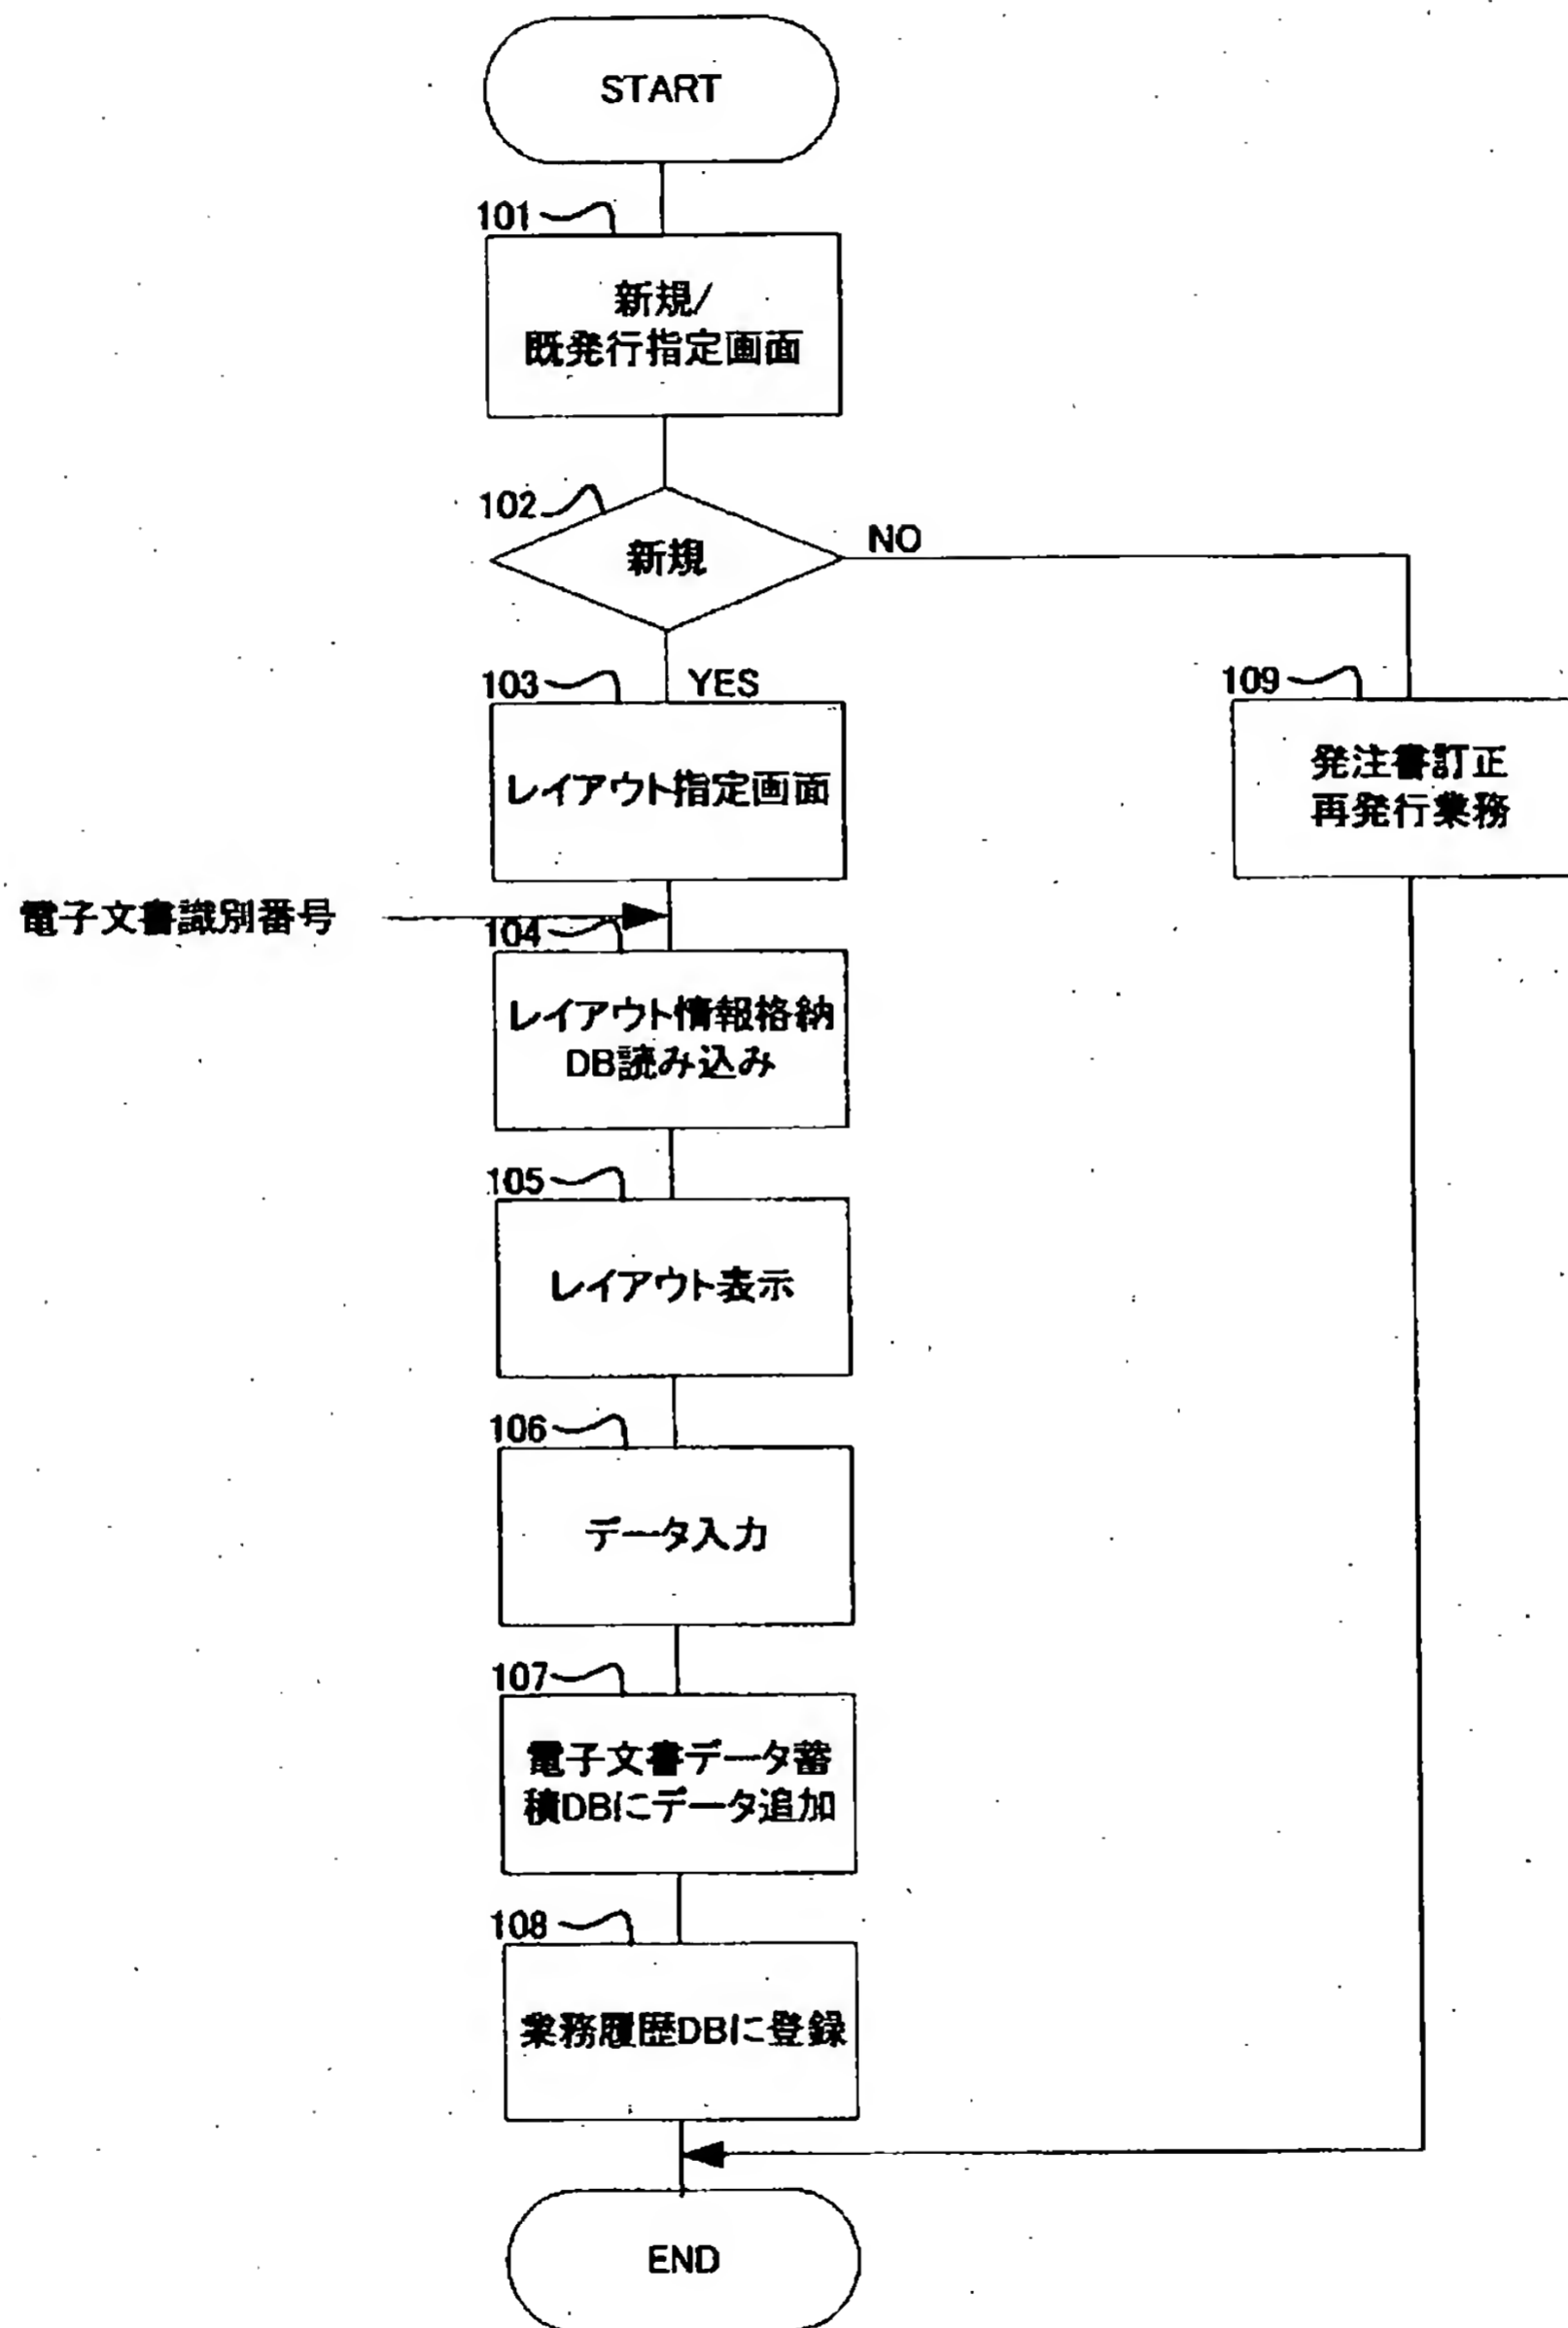 START
101
新規/
既発行指定画面
102
新規
NO
103
YES
レイアウト指定画面
109
発注書訂正
再発行業務
電子文書識別番号
104
レイアウト情報格納
DB読み込み
105
レイアウト表示
106
データ入力
107
電子文書データ蓄
積DBにデータ追加
108
業務履歴DBに登録
END